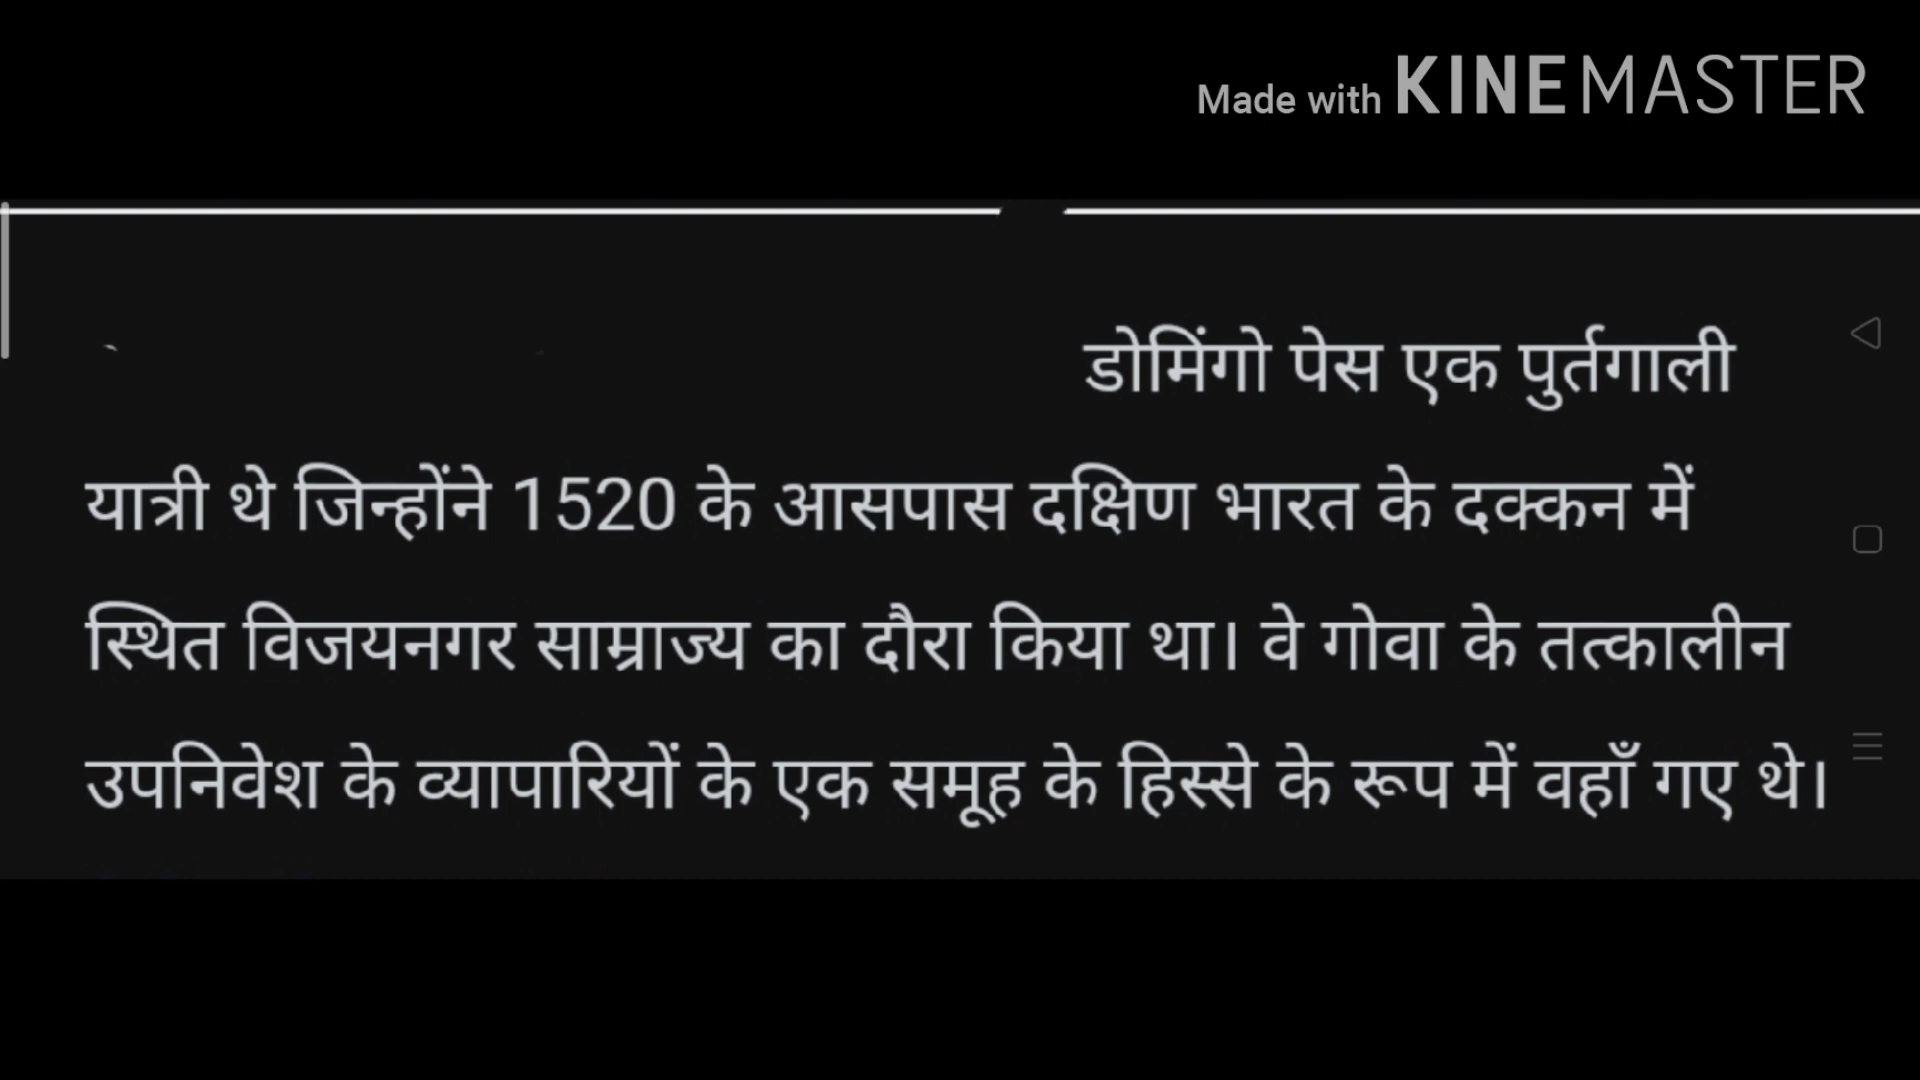 Made with KINEMASTER
डोमिंगो पेस एक पुर्तगाली
यात्री थे जिन्होंने 1520 के आसपास दक्षिण भारत के दक्कन में
स्थित विजयनगर साम्राज्य का दौरा किया था। वे गोवा के तत्कालीन
उपनिवेश के व्यापारियों के एक समूह के हिस्से के रूप में वहाँ गए थे।